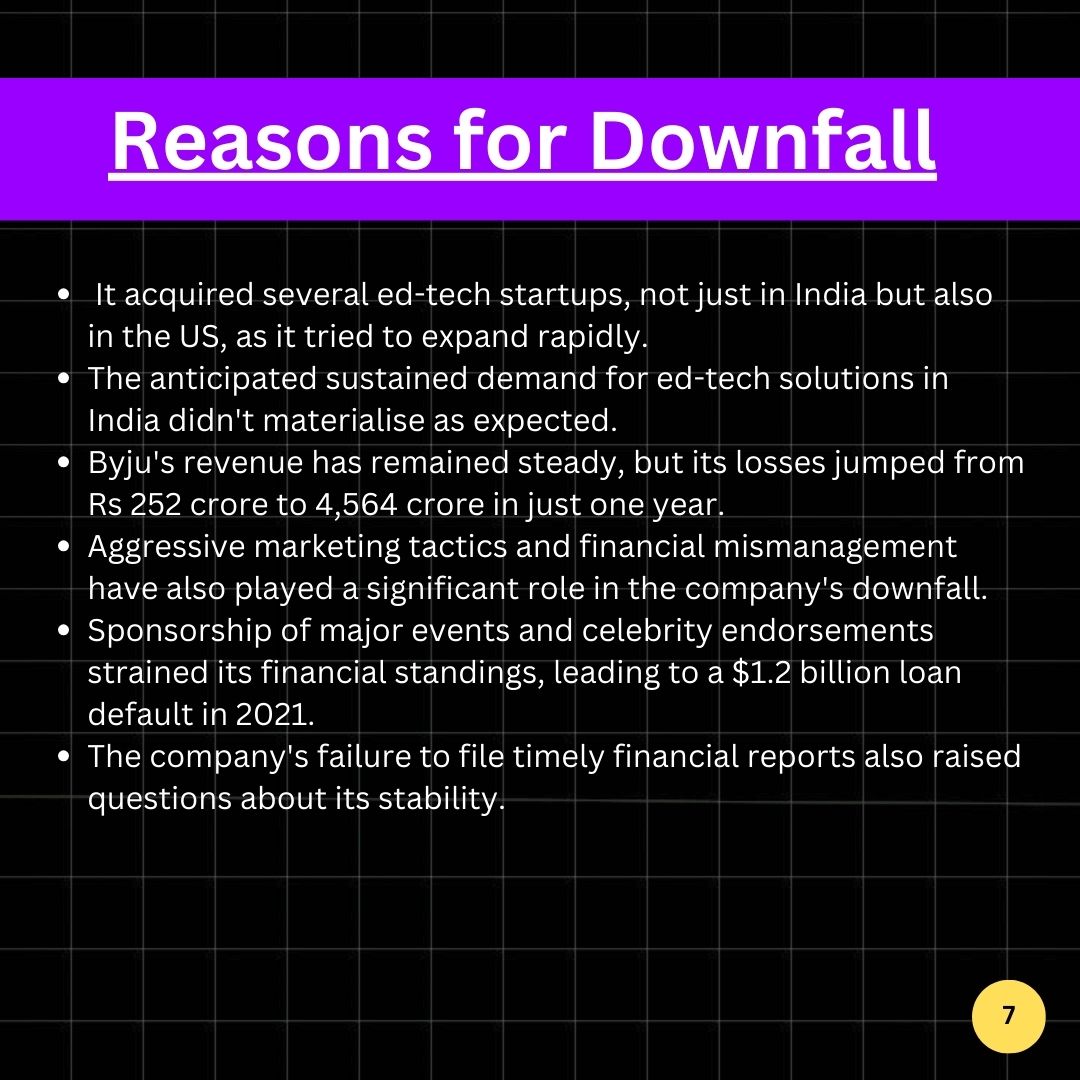 Reasons for Downfall
• It acquired several ed-tech startups, not just in India but also
in the US, as it tried to expand rapidly.
• The anticipated sustained demand for ed-tech solutions in
India didn't materialise as expected.
• Byju's revenue has remained steady, but its losses jumped from
Rs 252 crore to 4,564 crore in just one year.
• Aggressive marketing tactics and financial mismanagement
have also played a significant role in the company's downfall.
• Sponsorship of major events and celebrity endorsements
strained its financial standings, leading to a $1.2 billion loan
default in 2021.
• The company's failure to file timely financial reports also raised
questions about its stability.
7